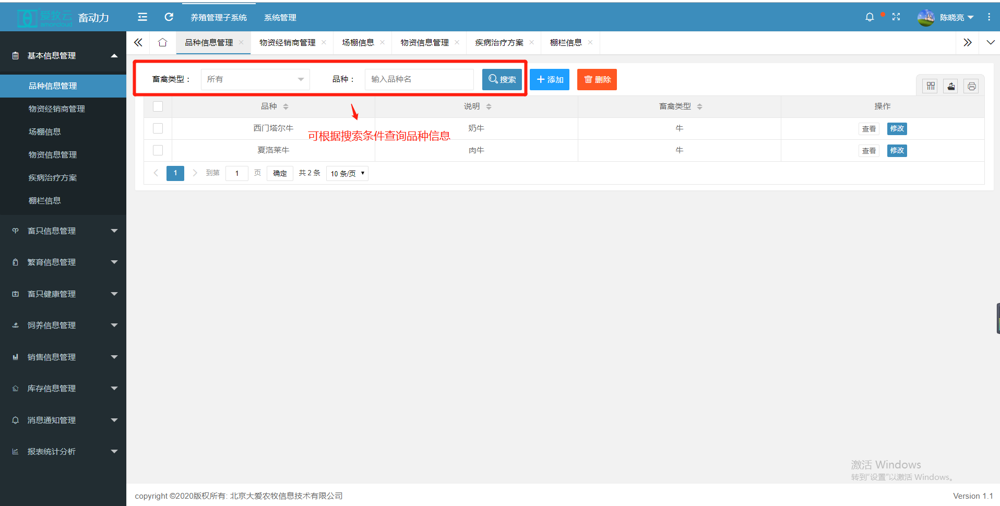 爱牧云
amorcloud
畜动力
养殖管理子系统
系统管理
陈晓亮
基本信息管理
品种信息管理
物资经销商管理
场棚信息
物资信息管理
疾病治疗方案
棚栏信息
畜只信息管理
繁育信息管理
畜只健康管理
饲养信息管理
销售信息管理
库存信息管理
消息通知管理
报表统计分析
品种信息管理 物资经销商管理 场棚信息 物资信息管理 疾病治疗方案 棚栏信息
畜禽类型： 所有 品种： 输入品种名 搜索 添加 删除
品种 说明 畜禽类型 操作
西门塔尔牛 奶牛 牛 查看 修改
可根据搜索条件查询品种信息
夏洛莱牛 肉牛 牛 查看 修改
1 到第 1 页 确定 共 2 条 10 条/页
激活 Windows
转到"设置"以激活 Windows。
copyright ©2020版权所有: 北京大爱农牧信息技术有限公司
Version 1.1